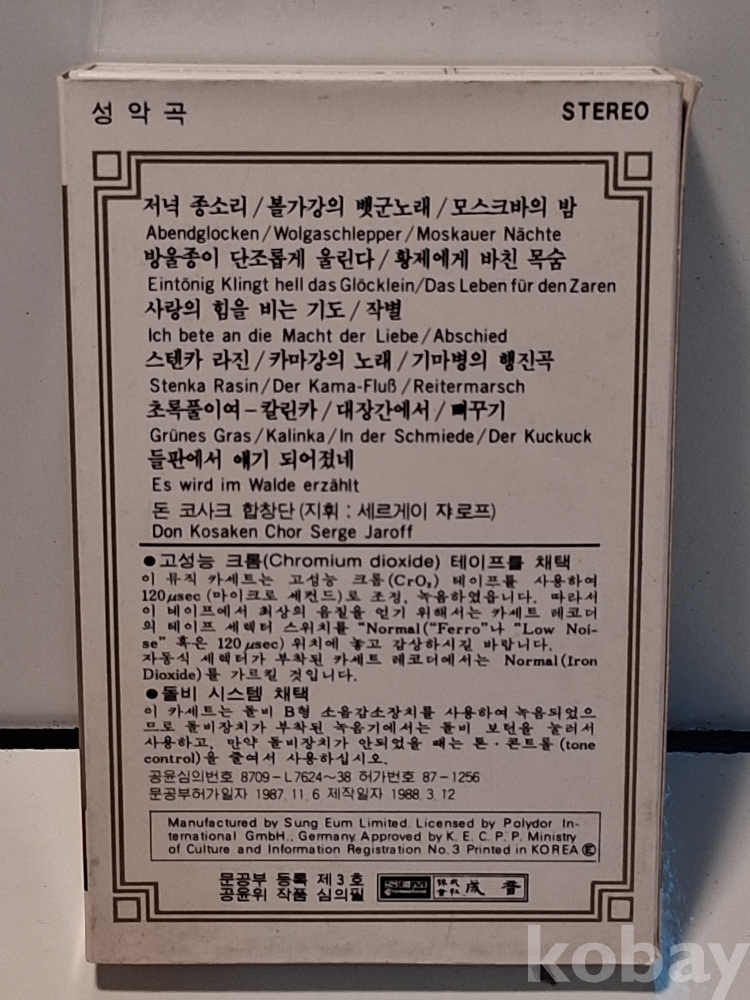 성악곡
STEREO
저녁 종소리/볼가강의 뱃군노래/모스크바의 밤
Abendglocken/Wolgaschlepper/Moskauer Nächte
방울종이 단조롭게 울린다/황제에게 바친 목숨
Eintönig Klingt hell das Glöcklein/Das Leben für den Zaren
사랑의 힘을 비는 기도/작별
Ich bete an die Macht der Liebe/Abschied
스텐카 라진/카마강의 노래/기마병의 행진곡
Stenka Rasin/Der Kama-Fluß/Reitermarsch
초록풀이여-칼린카/대장간에서/뻐꾸기
Grünes Gras/Kalinka/In der Schmiede/Der Kuckuck
들판에서 얘기 되어졌네
Es wird im Walde erzählt
돈 코사크 합창단(지휘:세르게이 쟈로프)
Don Kosaken Chor Serge Jaroff
●고성능 크롬(Chromium dioxide) 테이프를 채택
이 뮤직 카세트는 고성능 크롬(CrO₂) 테이프를 사용하여
120μsec (마이크로 세컨드)로 조정, 녹음하였읍니다. 따라서
이 테이프에서 최상의 음질을 얻기 위해서는 카세트 레코더
의 테이프 세렉터 스위치를 "Normal("Ferro"나 "Low Noi-
se" 혹은 120μsec) 위치에 놓고 감상하시길 바랍니다.
자동식 세렉터가 부착된 카세트 레코더에서는 Normal(Iron
Dioxide)를 가르킬 것입니다.
●돌비 시스템 채택
이 카세트는 돌비 B형 소음감소장치를 사용하여 녹음되었으
므로 돌비장치가 부착된 녹음기에서는 돌비 보턴을 눌러서
사용하고, 만약 돌비장치가 안되었을 때는 톤·콘트롤(tone
control)을 줄여서 사용하십시오.
공윤심의번호 8709-L7624~38 허가번호 87-1256
문공부허가일자 1987.11.6 제작일자 1988.3.12
Manufactured by Sung Eum Limited. Licensed by Polydor In-
ternational GmbH., Germany. Approved by K.E.C.P.P. Ministry
of Culture and Information Registration No.3 Printed in KOREA Ⓔ
문공부 등록 제3호
공윤위 작품 심의필
株式會社 成音
kobay